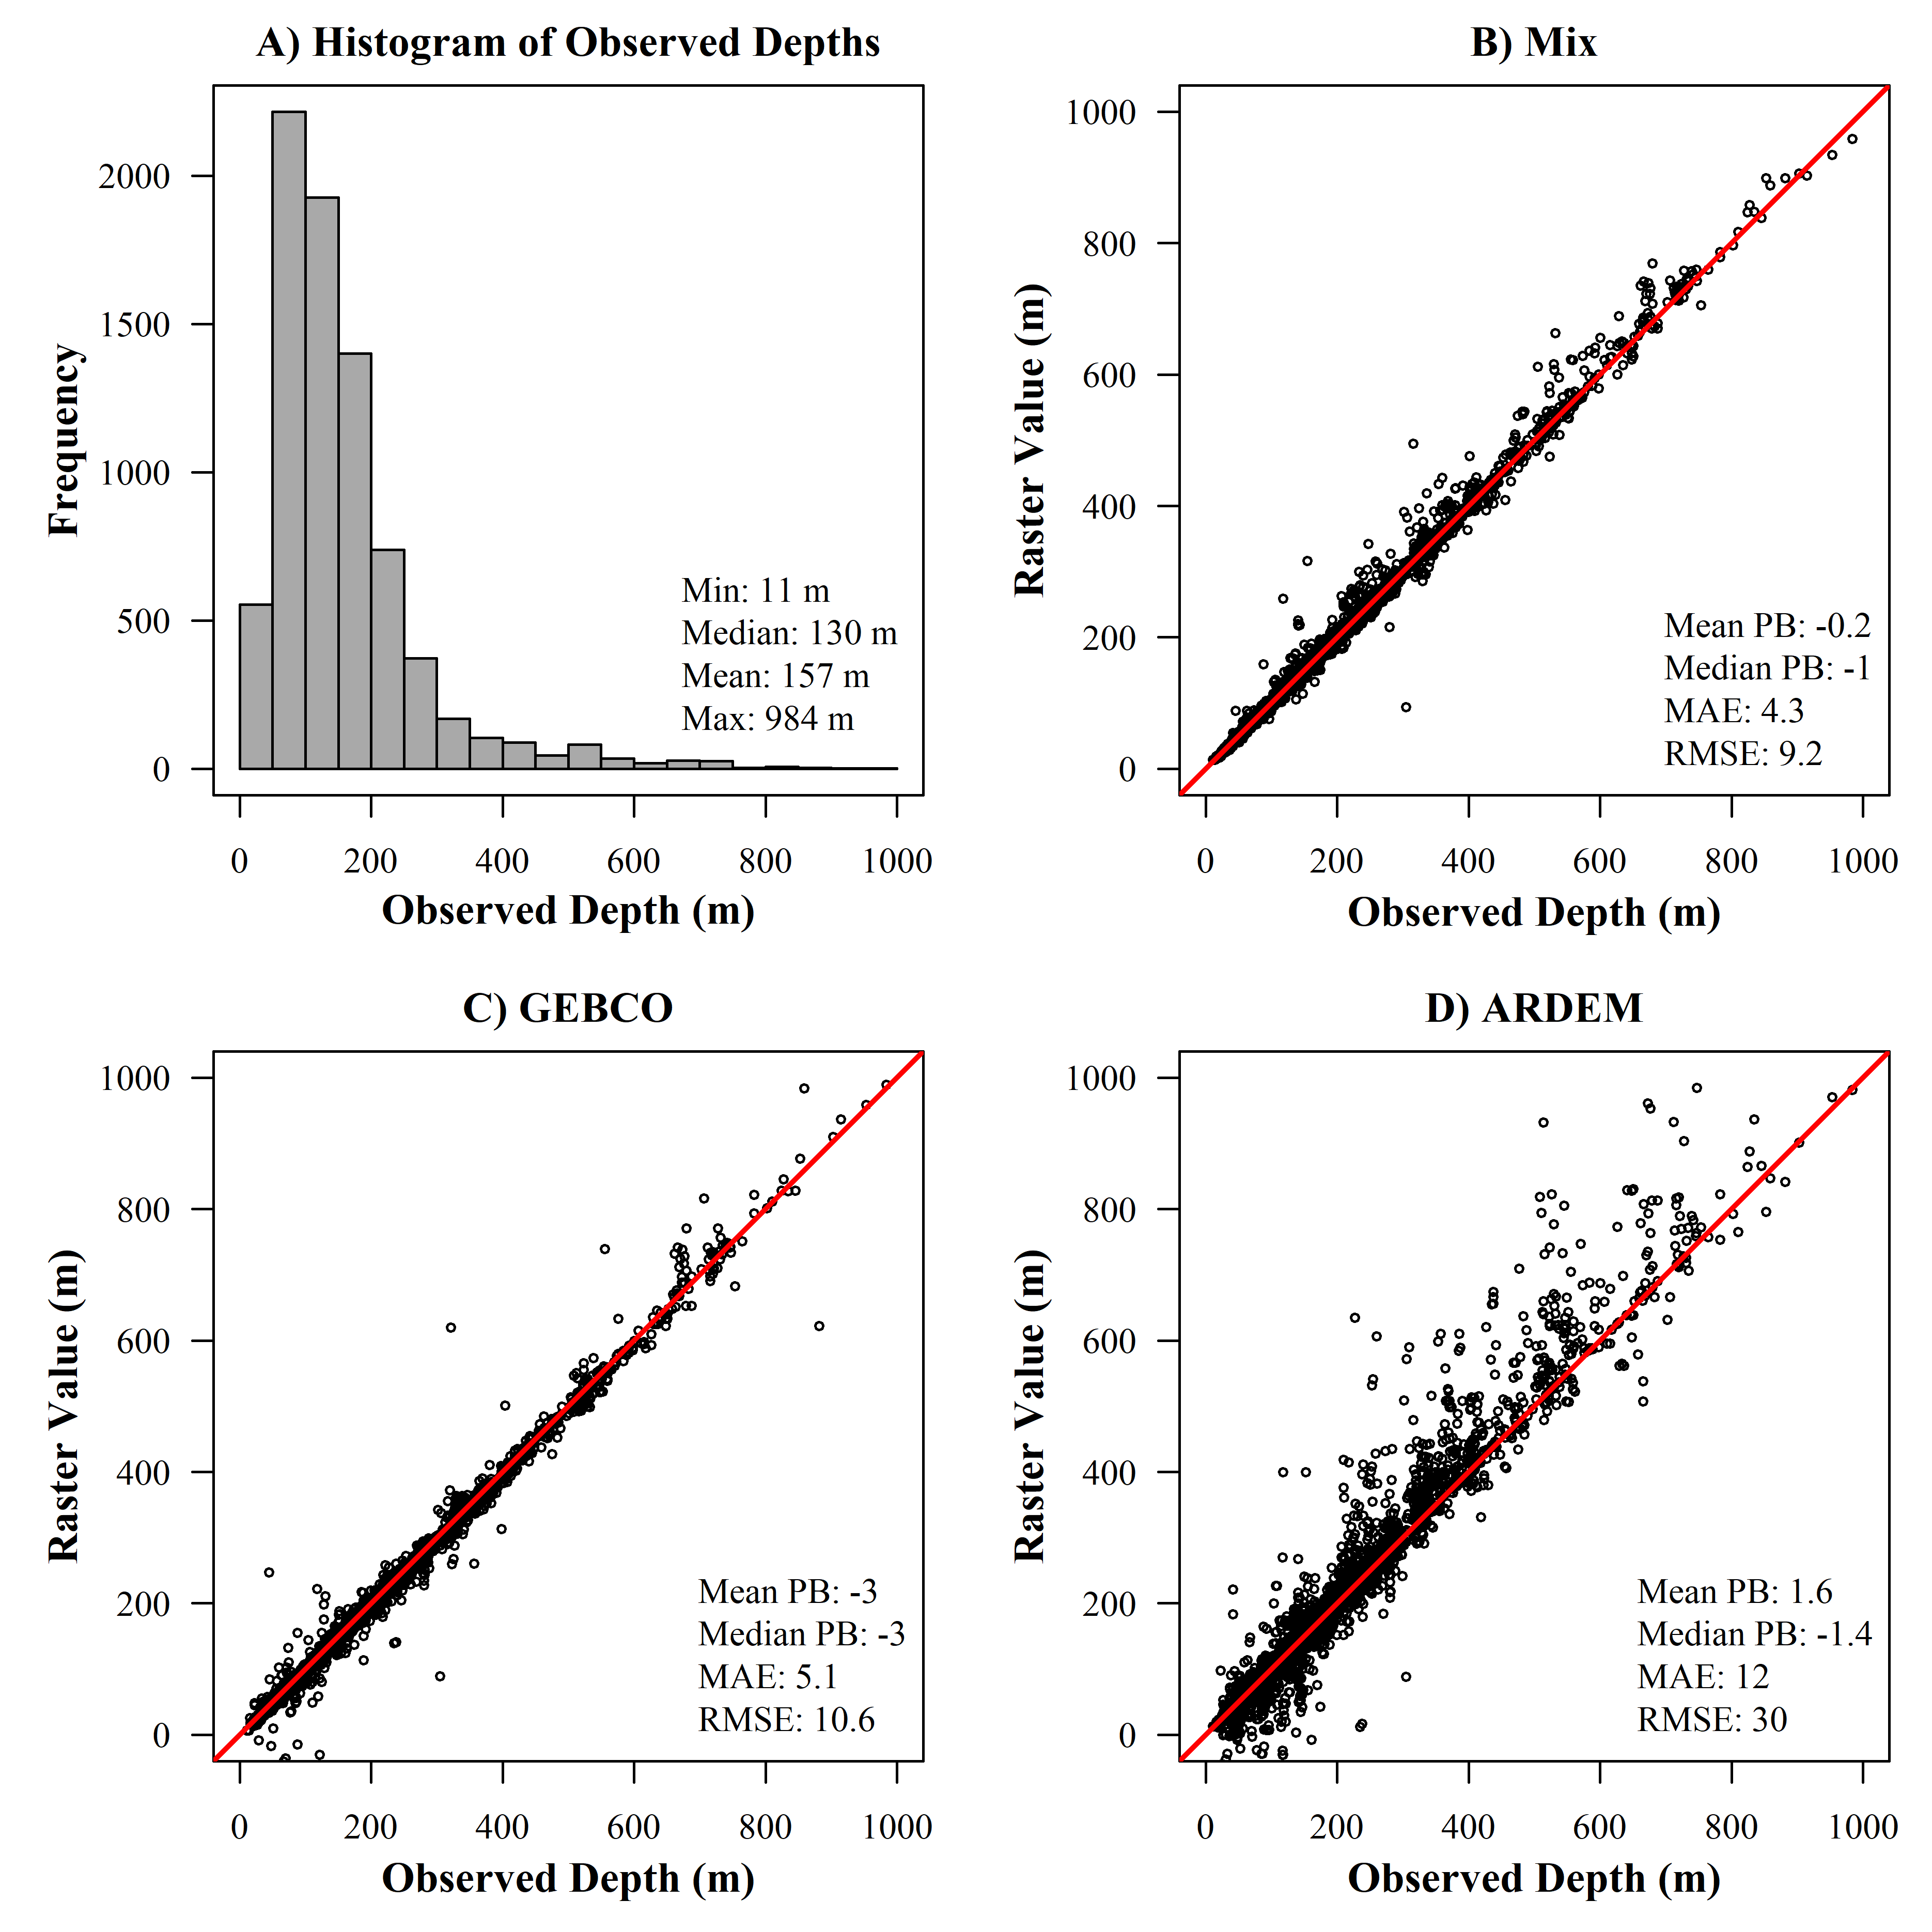 A) Histogram of Observed Depths
Frequency
2000
1500
1000
500
0
Min: 11 m
Median: 130 m
Mean: 157 m
Max: 984 m
0 200 400 600 800 1000
Observed Depth (m)
B) Mix
Raster Value (m)
1000
800
600
400
200
0
Mean PB: -0.2
Median PB: -1
MAE: 4.3
RMSE: 9.2
0 200 400 600 800 1000
Observed Depth (m)
C) GEBCO
Raster Value (m)
1000
800
600
400
200
0
Mean PB: -3
Median PB: -3
MAE: 5.1
RMSE: 10.6
0 200 400 600 800 1000
Observed Depth (m)
D) ARDEM
Raster Value (m)
1000
800
600
400
200
0
Mean PB: 1.6
Median PB: -1.4
MAE: 12
RMSE: 30
0 200 400 600 800 1000
Observed Depth (m)